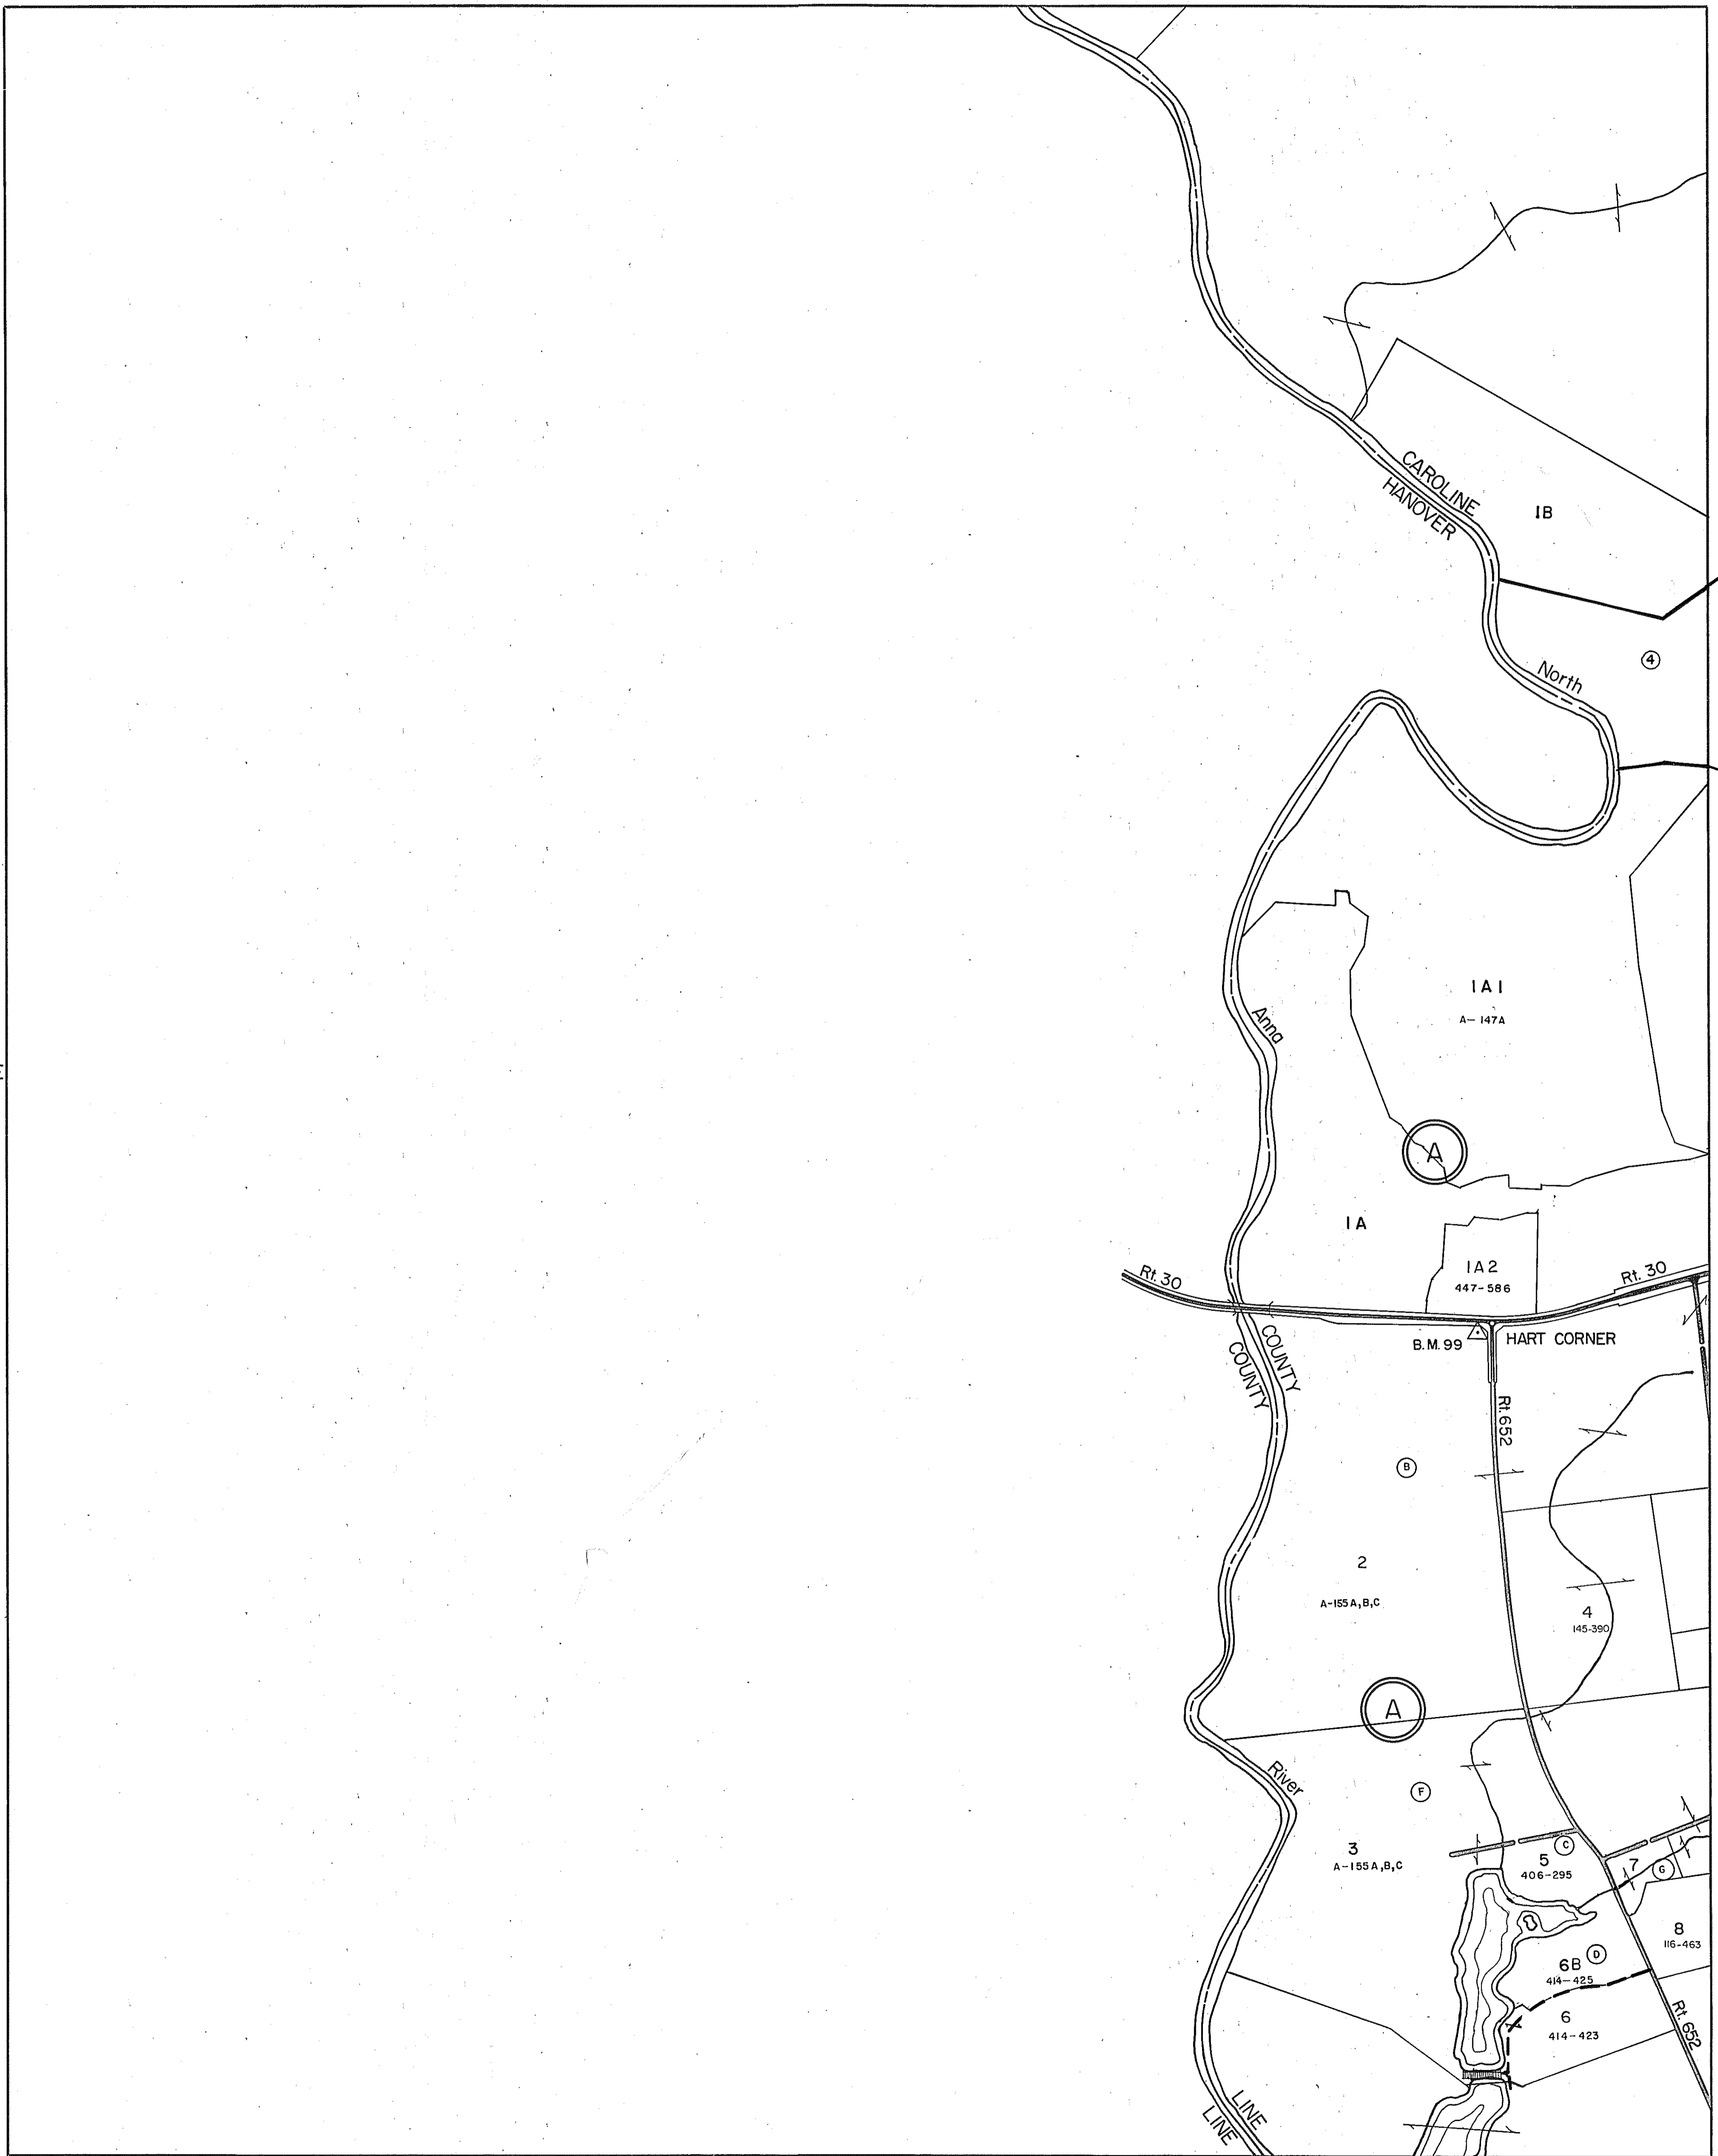 CAROLINE
HANOVER
1B
4
North
1A1
A-147A
Anna
A
1A
1A2
447-586
Rt. 30
Rt. 30
B.M. 99
HART CORNER
COUNTY
COUNTY
Rt. 652
B
2
A-155A,B,C
4
145-390
A
River
F
3
A-155A,B,C
C
5
406-295
7
G
8
116-463
6B
D
414-425
6
414-423
Rt. 652
LINE
LINE